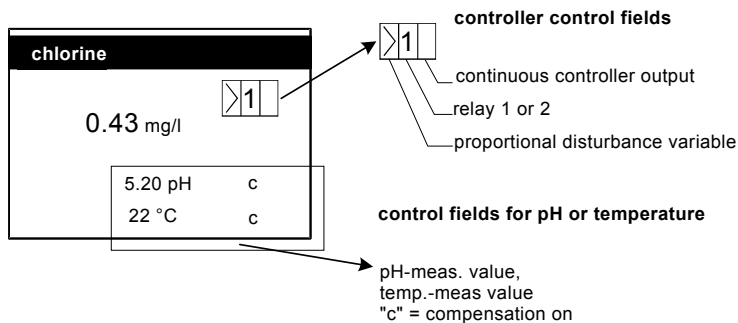 controller control fields
chlorine
>1
>1
continuous controller output
relay 1 or 2
proportional disturbance variable
0.43 mg/l
5.20 pH c
22 °C c
control fields for pH or temperature
pH-meas. value,
temp.-meas value
"c" = compensation on